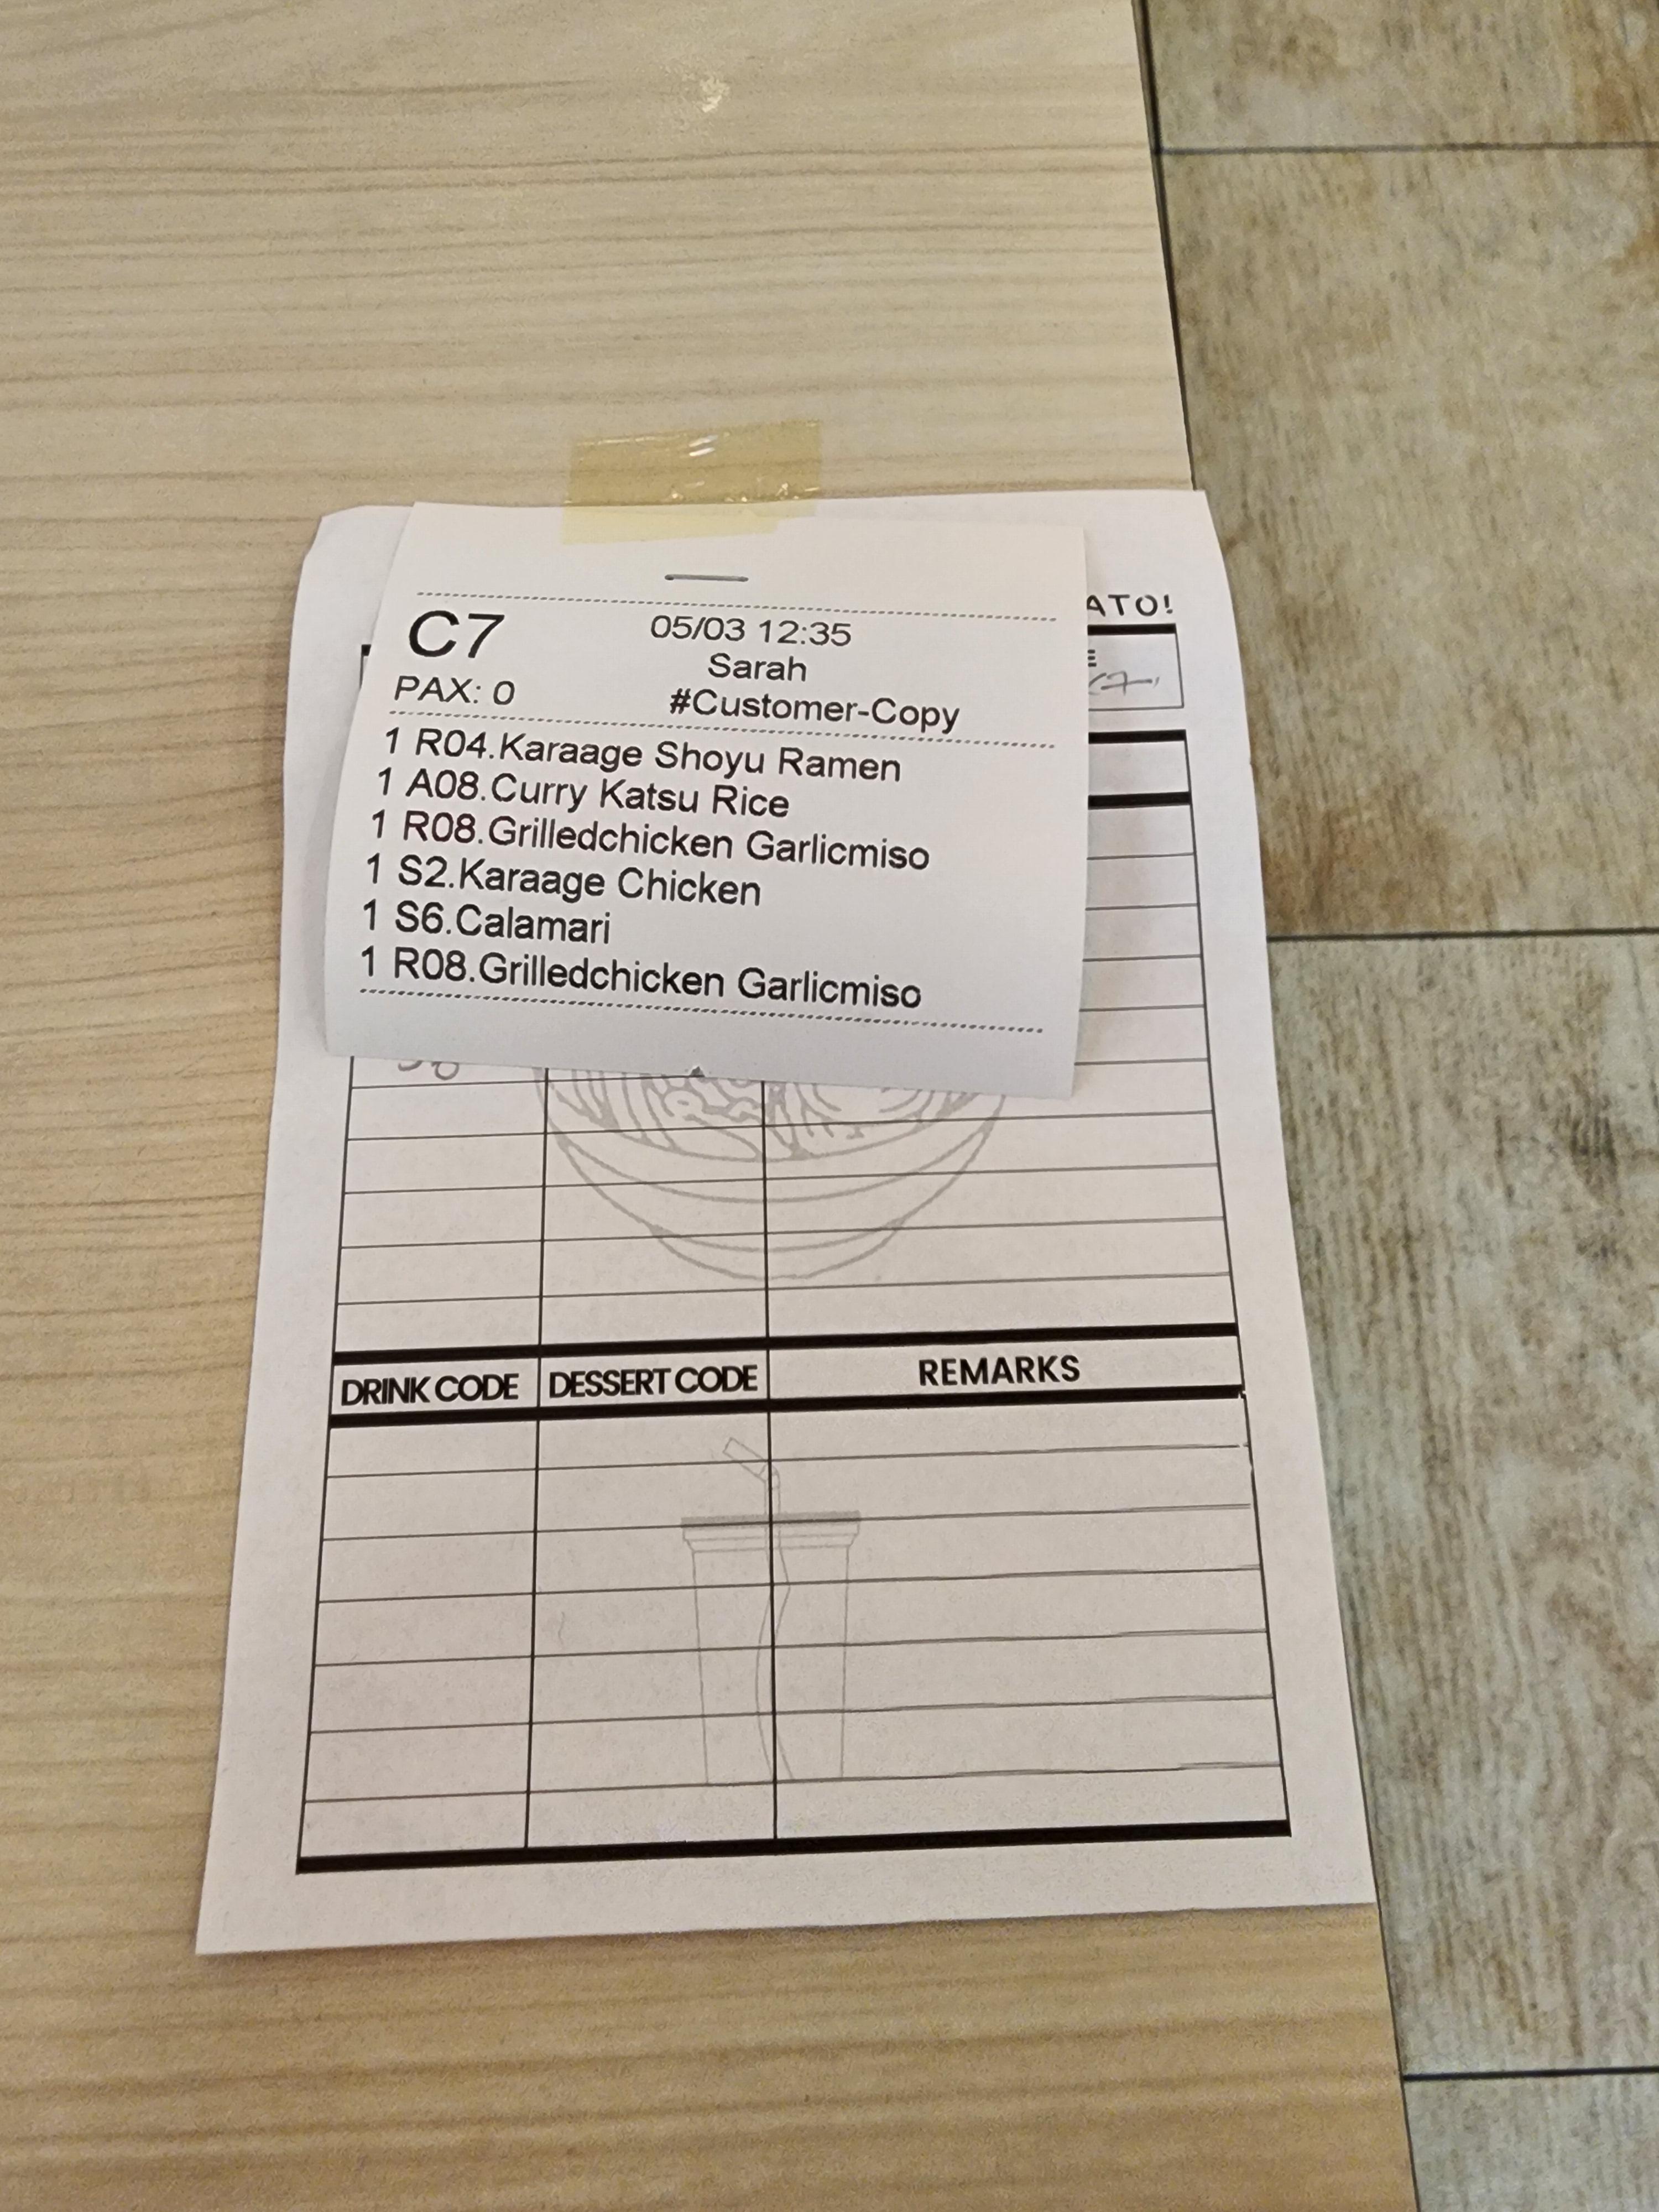 ATO!
C7
05/03 12:35
Sarah
PAX: 0
#Customer-Copy
1 R04.Karaage Shoyu Ramen
1 A08.Curry Katsu Rice
1 R08.Grilledchicken Garlicmiso
1 S2.Karaage Chicken
1 S6.Calamari
1 R08.Grilledchicken Garlicmiso
DRINK CODE DESSERT CODE REMARKS